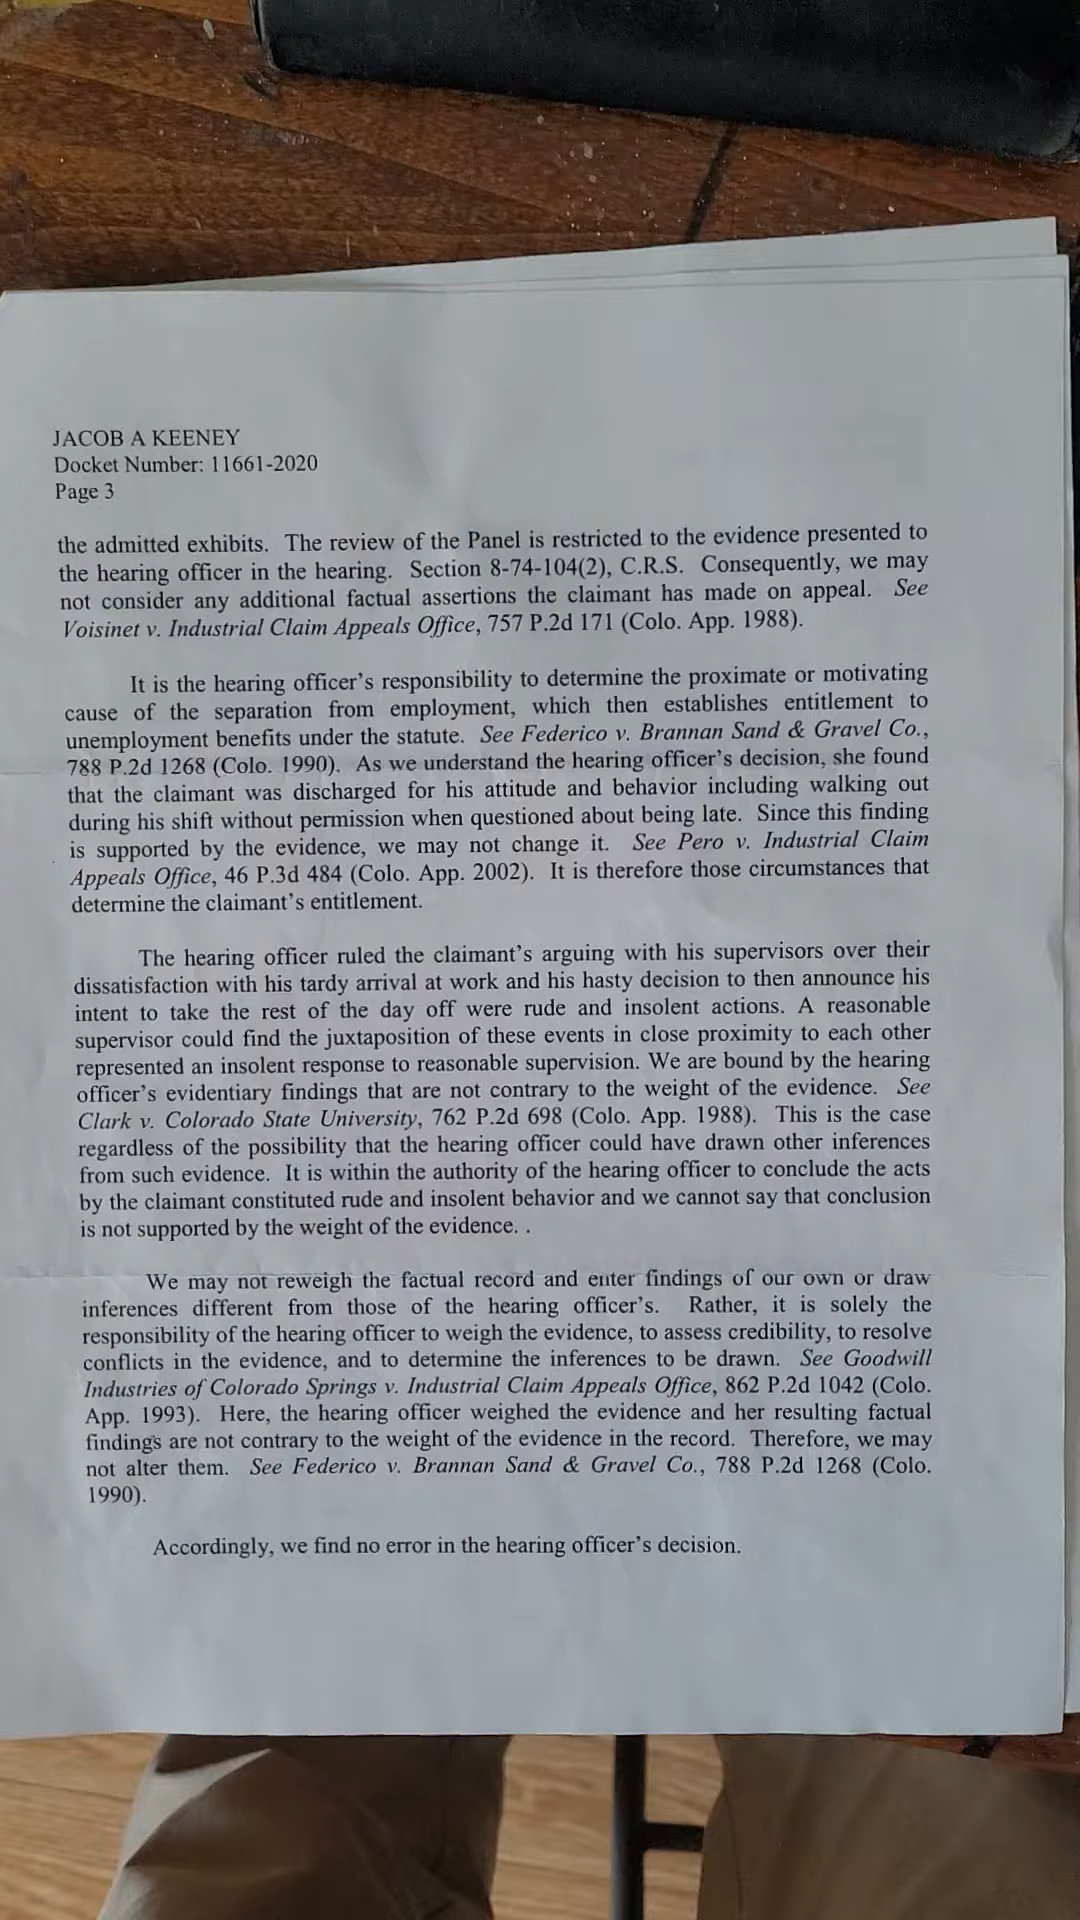 JACOB A KEENEY
Docket Number: 11661-2020
Page 3
the admitted exhibits. The review of the Panel is restricted to the evidence presented to
the hearing officer in the hearing. Section 8-74-104(2), C.R.S. Consequently, we may
not consider any additional factual assertions the claimant has made on appeal. See
Voisinet v. Industrial Claim Appeals Office, 757 P.2d 171 (Colo. App. 1988).
It is the hearing officer's responsibility to determine the proximate or motivating
cause of the separation from employment, which then establishes entitlement to
unemployment benefits under the statute. See Federico v. Brannan Sand & Gravel Co.,
788 P.2d 1268 (Colo. 1990). As we understand the hearing officer's decision, she found
that the claimant was discharged for his attitude and behavior including walking out
during his shift without permission when questioned about being late. Since this finding
is supported by the evidence, we may not change it. See Pero v. Industrial Claim
Appeals Office, 46 P.3d 484 (Colo. App. 2002). It is therefore those circumstances that
determine the claimant's entitlement.
The hearing officer ruled the claimant's arguing with his supervisors over their
dissatisfaction with his tardy arrival at work and his hasty decision to then announce his
intent to take the rest of the day off were rude and insolent actions. A reasonable
supervisor could find the juxtaposition of these events in close proximity to each other
represented an insolent response to reasonable supervision. We are bound by the hearing
officer's evidentiary findings that are not contrary to the weight of the evidence. See
Clark v. Colorado State University, 762 P.2d 698 (Colo. App. 1988). This is the case
regardless of the possibility that the hearing officer could have drawn other inferences
from such evidence. It is within the authority of the hearing officer to conclude the acts
by the claimant constituted rude and insolent behavior and we cannot say that conclusion
is not supported by the weight of the evidence. .
We may not reweigh the factual record and enter findings of our own or draw
inferences different from those of the hearing officer's. Rather, it is solely the
responsibility of the hearing officer to weigh the evidence, to assess credibility, to resolve
conflicts in the evidence, and to determine the inferences to be drawn. See Goodwill
Industries of Colorado Springs v. Industrial Claim Appeals Office, 862 P.2d 1042 (Colo.
App. 1993). Here, the hearing officer weighed the evidence and her resulting factual
findings are not contrary to the weight of the evidence in the record. Therefore, we may
not alter them. See Federico v. Brannan Sand & Gravel Co., 788 P.2d 1268 (Colo.
1990).
Accordingly, we find no error in the hearing officer's decision.